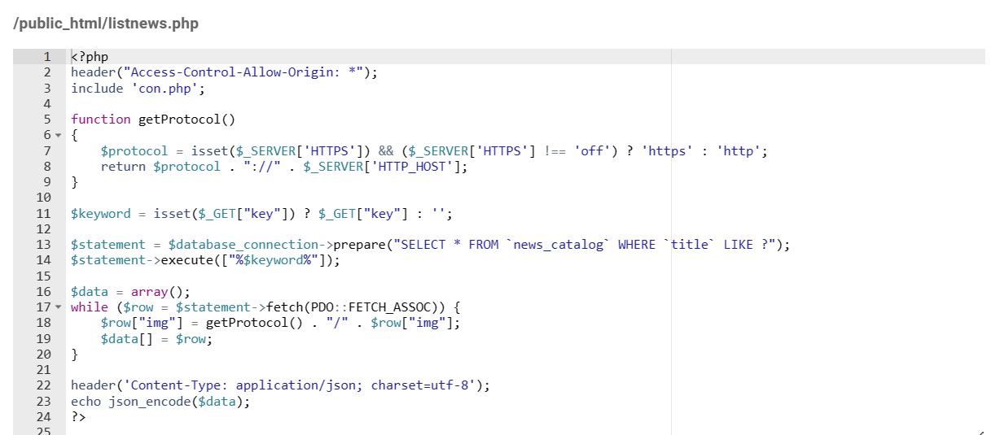 /public_html/listnews.php
1 <?php
2 header("Access-Control-Allow-Origin: *");
3 include 'con.php';
4
5 function getProtocol()
6 {
7 $protocol = isset($_SERVER['HTTPS']) && ($_SERVER['HTTPS'] !== 'off') ? 'https' : 'http';
8 return $protocol . "://" . $_SERVER['HTTP_HOST'];
9 }
10
11 $keyword = isset($_GET["key"]) ? $_GET["key"] : '';
12
13 $statement = $database_connection->prepare("SELECT * FROM `news_catalog` WHERE `title` LIKE ?");
14 $statement->execute(["%$keyword%"]);
15
16 $data = array();
17 while ($row = $statement->fetch(PDO::FETCH_ASSOC)) {
18 $row["img"] = getProtocol() . "/" . $row["img"];
19 $data[] = $row;
20 }
21
22 header('Content-Type: application/json; charset=utf-8');
23 echo json_encode($data);
24 ?>
25